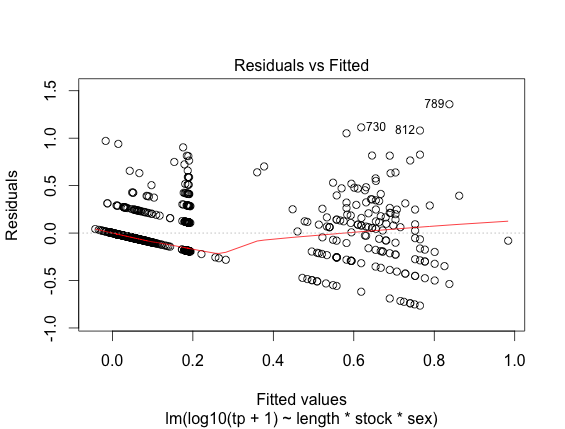 Residuals vs Fitted
Residuals
1.5
1.0
0.5
0.0
-0.5
-1.0
789
730
812
0.0 0.2 0.4 0.6 0.8 1.0
Fitted values
lm(log10(tp + 1) ~ length * stock * sex)